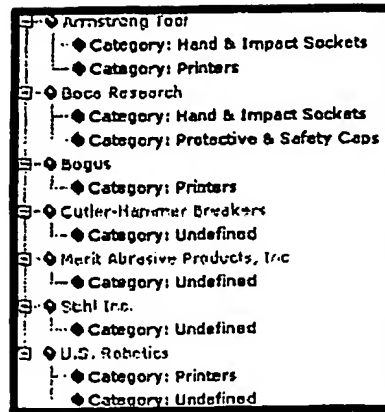 Armstrong Tool
Category: Hand & Impact Sockets
Category: Printers
Boca Research
Category: Hand & Impact Sockets
Category: Protective & Safety Caps
Bogus
Category: Printers
Cutler-Hammer Breakers
Category: Undefined
Merit Abrasive Products, Inc
Category: Undefined
Stihl Inc.
Category: Undefined
U.S. Robotics
Category: Printers
Category: Undefined